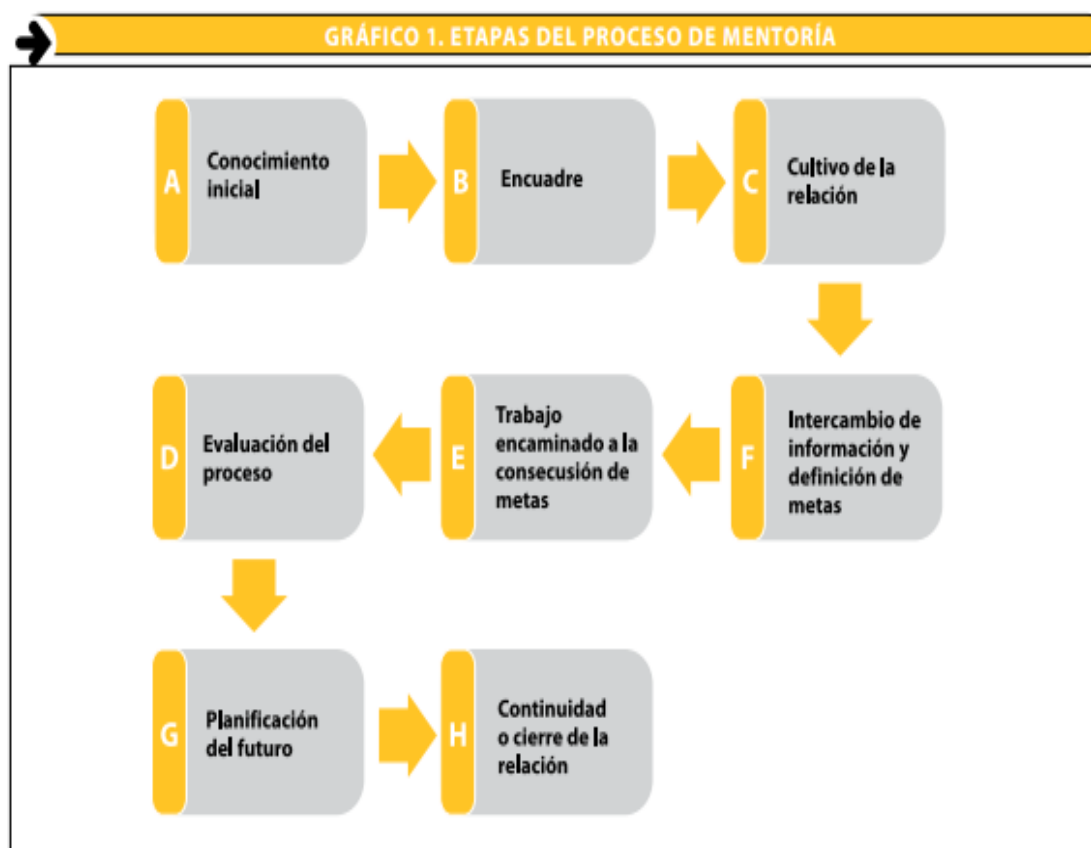 GRÁFICO 1. ETAPAS DEL PROCESO DE MENTORÍA
A
Conocimiento
inicial
B
Encuadre
C
Cultivo de la
relación
D
Evaluación del
proceso
E
Trabajo
encaminado a la
consecusión de
metas
F
Intercambio de
información y
definición de
metas
G
Planificación
del futuro
H
Continuidad
o cierre de la
relación